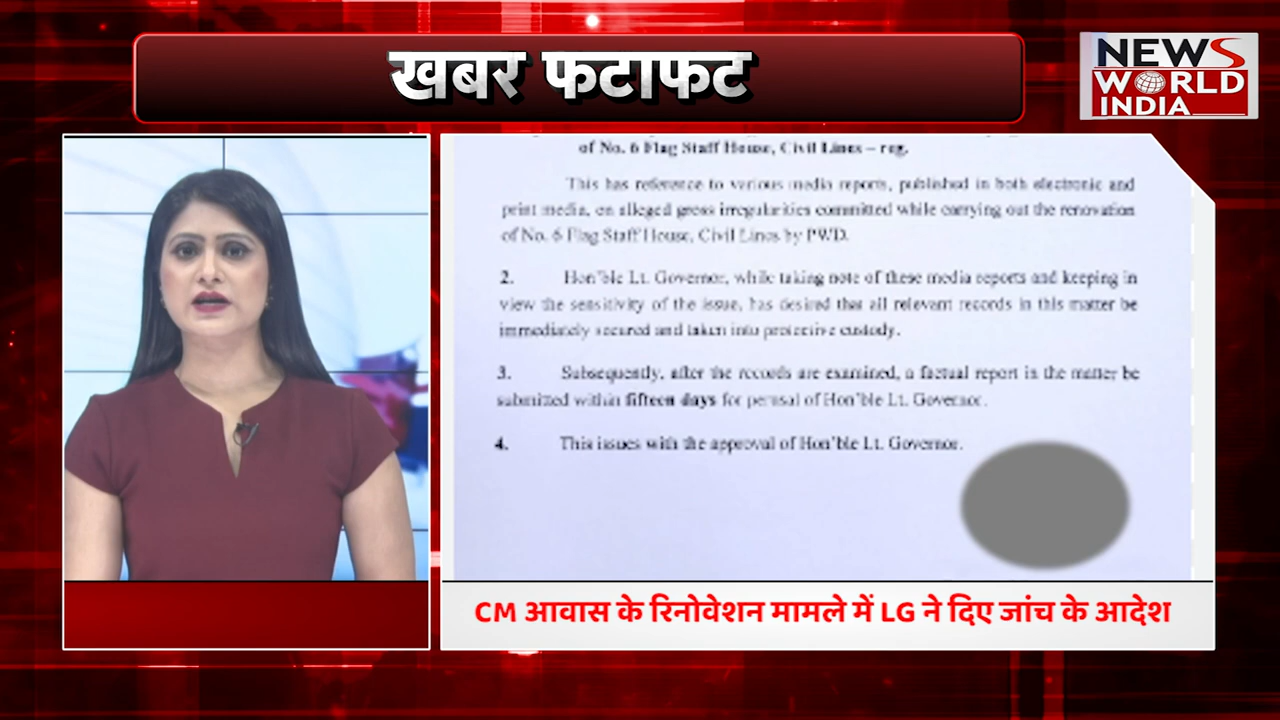 खबर फटाफट
NEWS
WORLD
INDIA
of No. 6 Flag Staff House, Civil Lines – reg.
This has reference to various media reports, published in both electronic and
print media, on alleged gross irregularities committed while carrying out the renovation
of No. 6 Flag Staff House, Civil Lines by PWD.
2. Hon'ble Lt. Governor, while taking note of these media reports and keeping in
view the sensitivity of the issue, has desired that all relevant records in this matter be
immediately secured and taken into protective custody.
3. Subsequently, after the records are examined, a factual report in the matter be
submitted within fifteen days for perusal of Hon'ble Lt. Governor.
4. This issues with the approval of Hon'ble Lt. Governor.
CM आवास के रिनोवेशन मामले में LG ने दिए जांच के आदेश